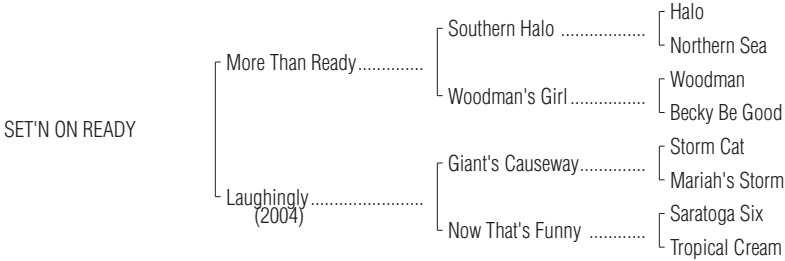 Halo
Southern Halo ...................
Northern Sea
More Than Ready..............
Woodman
Woodman's Girl................
Becky Be Good
SET'N ON READY
Storm Cat
Giant's Causeway..............
Mariah's Storm
Laughingly........................
(2004)
Saratoga Six
Now That's Funny ............
Tropical Cream